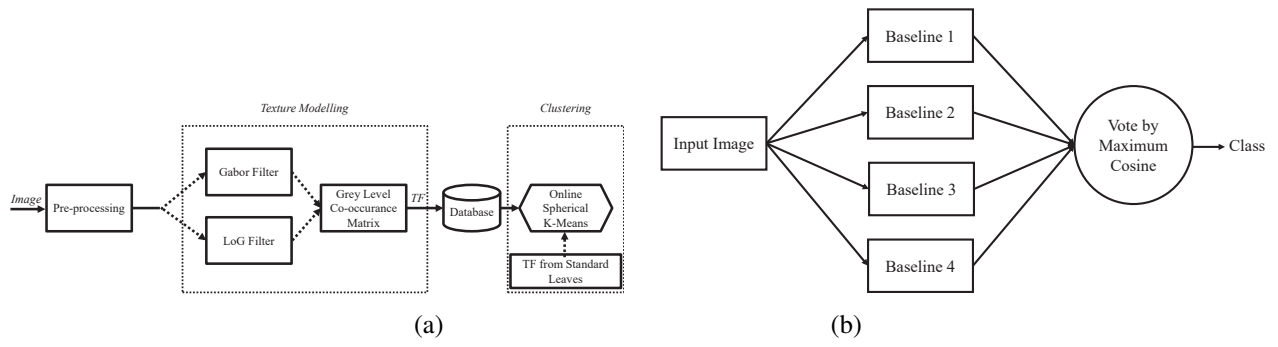 Texture Modelling
Clustering
Image
Pre-processing
Gabor Filter
LoG Filter
Grey Level
Co-occurance
Matrix
TF
Database
Online
Spherical
K-Means
TF from Standard
Leaves
(a)
Input Image
Baseline 1
Baseline 2
Baseline 3
Baseline 4
Vote by
Maximum
Cosine
Class
(b)